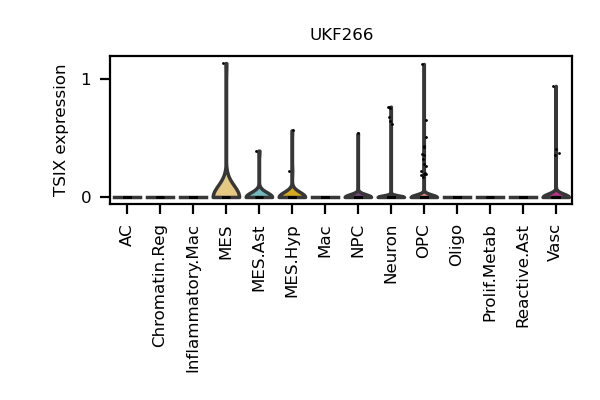 UKF266
TSIX expression
1
0
AC
Chromatin.Reg
Inflammatory.Mac
MES
MES.Ast
MES.Hyp
Mac
NPC
Neuron
OPC
Oligo
Prolif.Metab
Reactive.Ast
Vasc